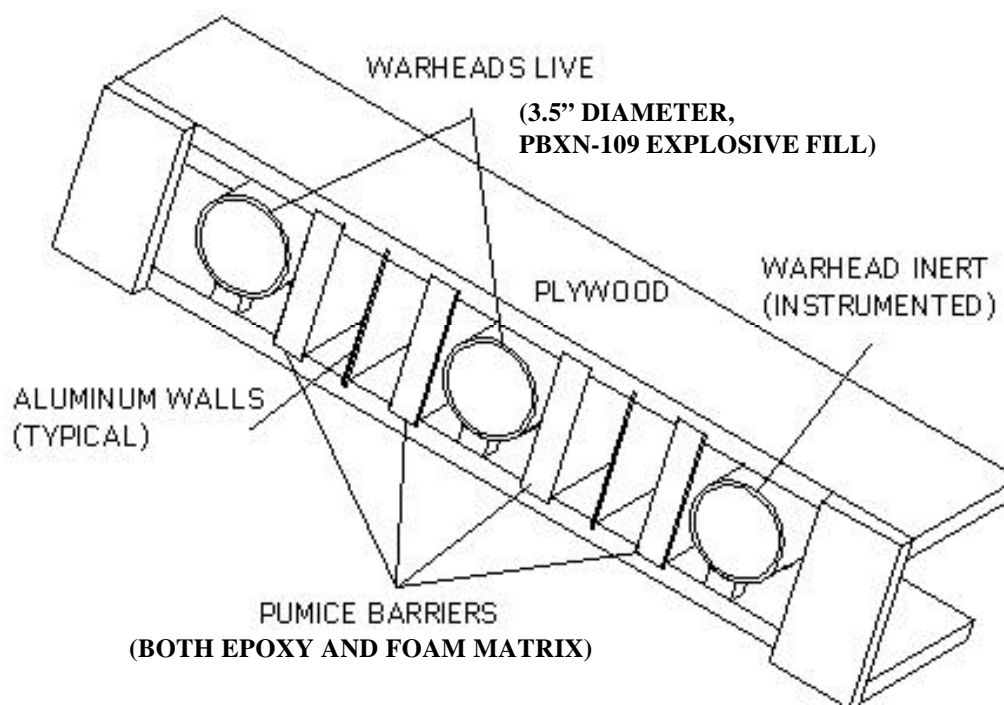 WARHEADS LIVE
(3.5” DIAMETER,
PBXN-109 EXPLOSIVE FILL)
WARHEAD INERT
(INSTRUMENTED)
PLYWOOD
ALUMINUM WALLS
(TYPICAL)
PUMICE BARRIERS
(BOTH EPOXY AND FOAM MATRIX)